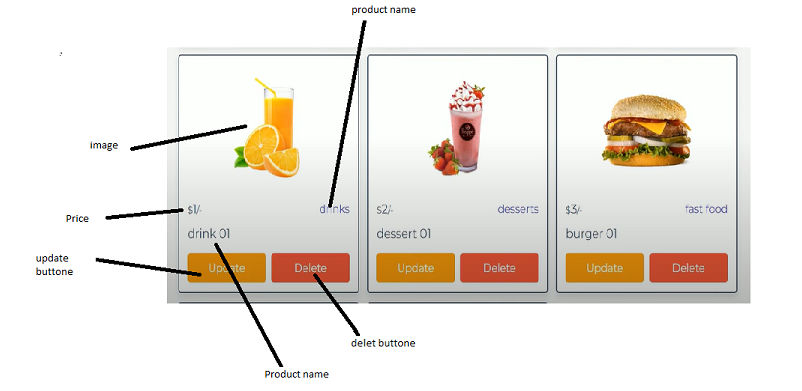 product name
image
Price
$1/-
drinks
$2/-
desserts
$3/-
fast food
drink 01
dessert 01
burger 01
update
buttone
Update
Delete
Update
Delete
Update
Delete
delet buttone
Product name